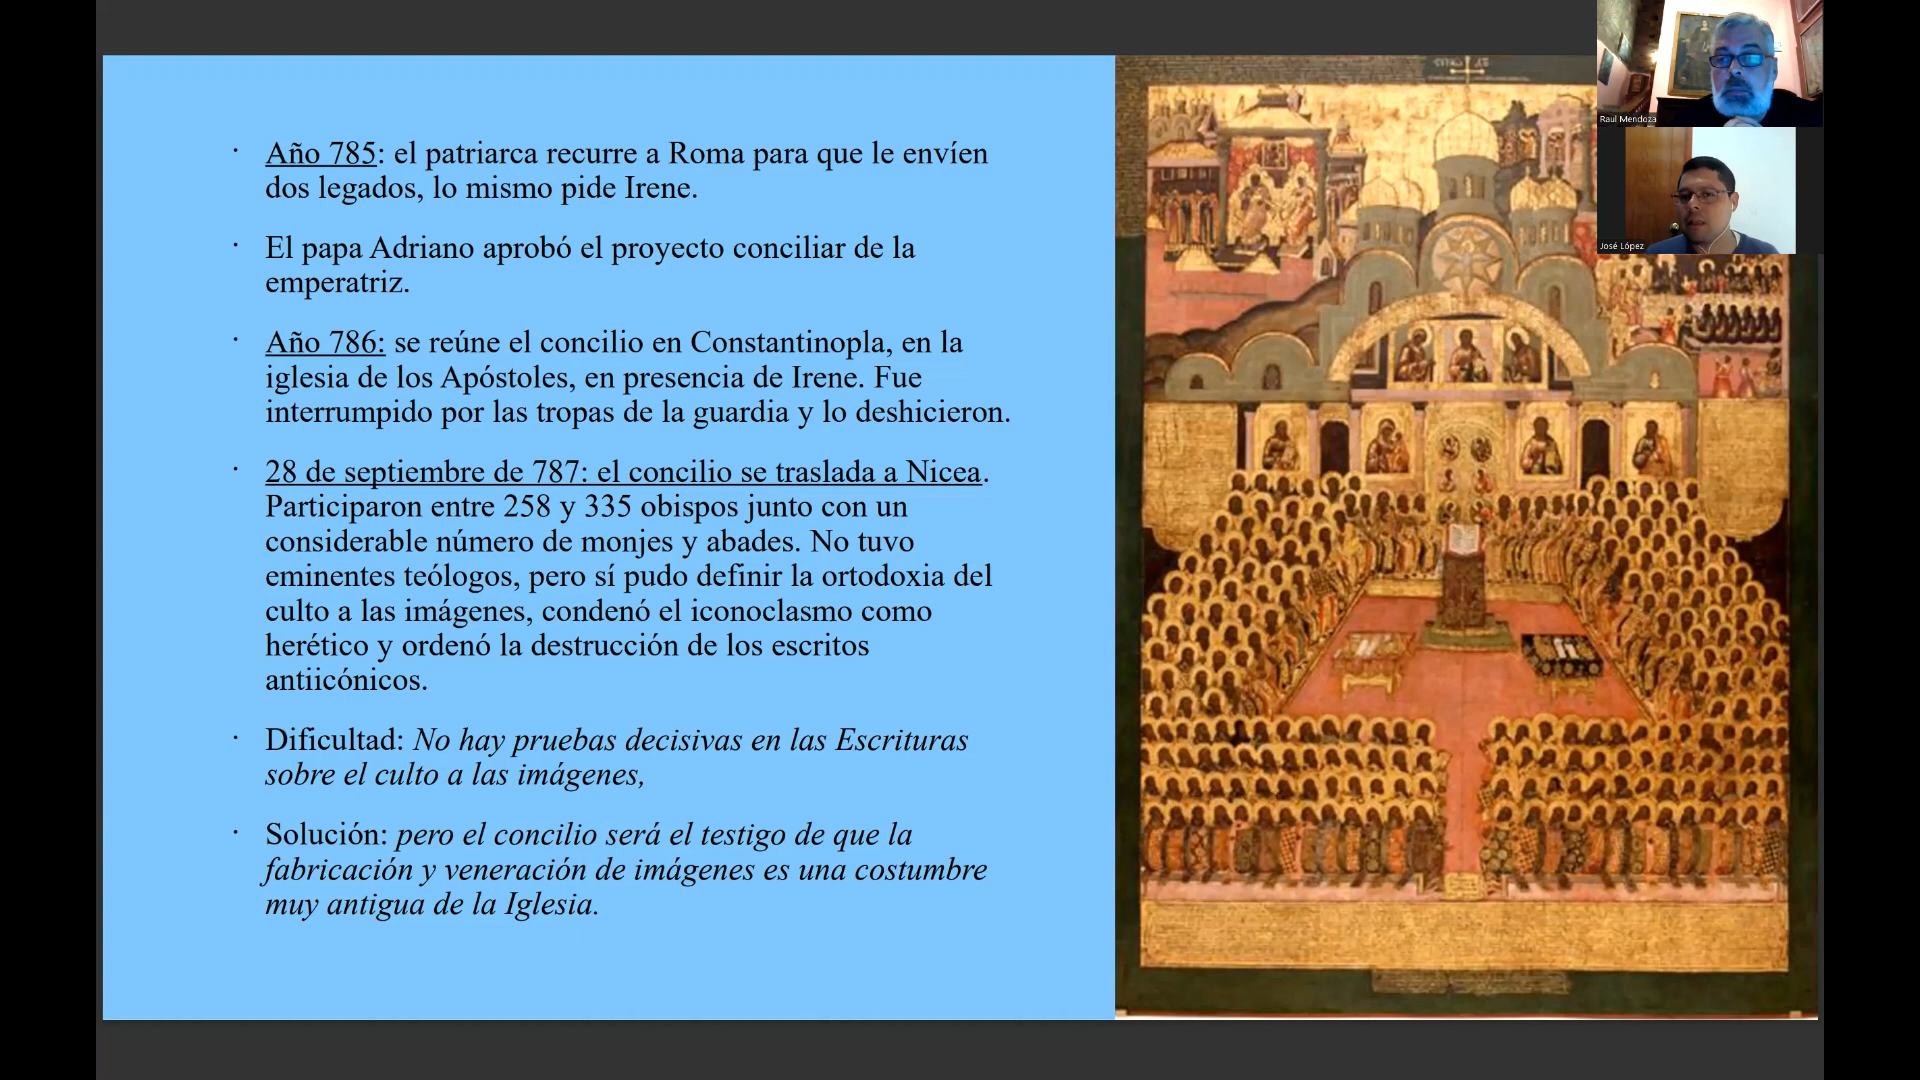 · Año 785: el patriarca recurre a Roma para que le envíen
dos legados, lo mismo pide Irene.
· El papa Adriano aprobó el proyecto conciliar de la
emperatriz.
· Año 786: se reúne el concilio en Constantinopla, en la
iglesia de los Apóstoles, en presencia de Irene. Fue
interrumpido por las tropas de la guardia y lo deshicieron.
· 28 de septiembre de 787: el concilio se traslada a Nicea.
Participaron entre 258 y 335 obispos junto con un
considerable número de monjes y abades. No tuvo
eminentes teólogos, pero sí pudo definir la ortodoxia del
culto a las imágenes, condenó el iconoclasmo como
herético y ordenó la destrucción de los escritos
antiicónicos.
· Dificultad: No hay pruebas decisivas en las Escrituras
sobre el culto a las imágenes,
· Solución: pero el concilio será el testigo de que la
fabricación y veneración de imágenes es una costumbre
muy antigua de la Iglesia.
Raul Mendoza
José López